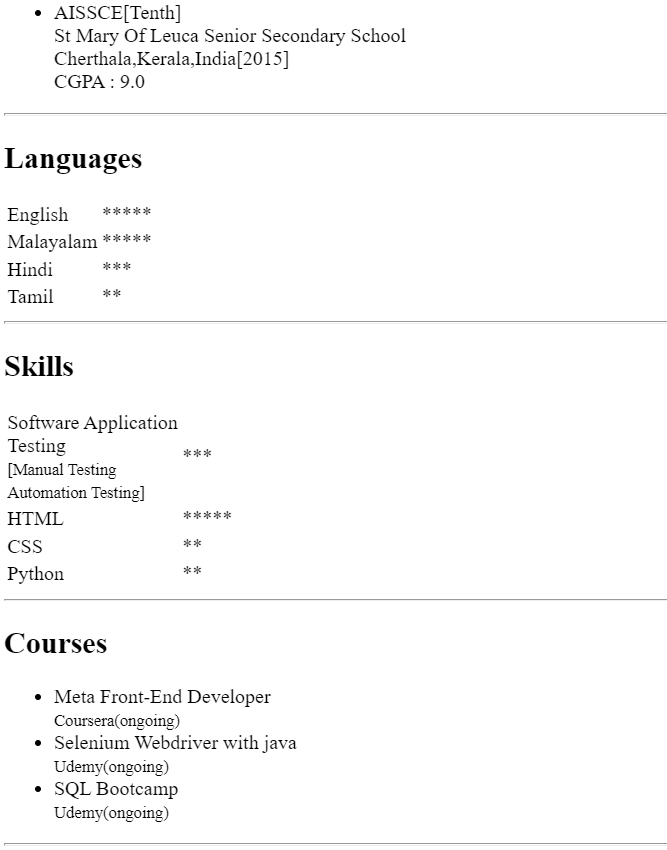 AISSCE[Tenth]
St Mary Of Leuca Senior Secondary School
Cherthala,Kerala,India[2015]
CGPA : 9.0
Languages
English *****
Malayalam *****
Hindi ***
Tamil **
Skills
Software Application
Testing
[Manual Testing
Automation Testing] ***
HTML *****
CSS **
Python **
Courses
Meta Front-End Developer
Coursera(ongoing)
Selenium Webdriver with java
Udemy(ongoing)
SQL Bootcamp
Udemy(ongoing)